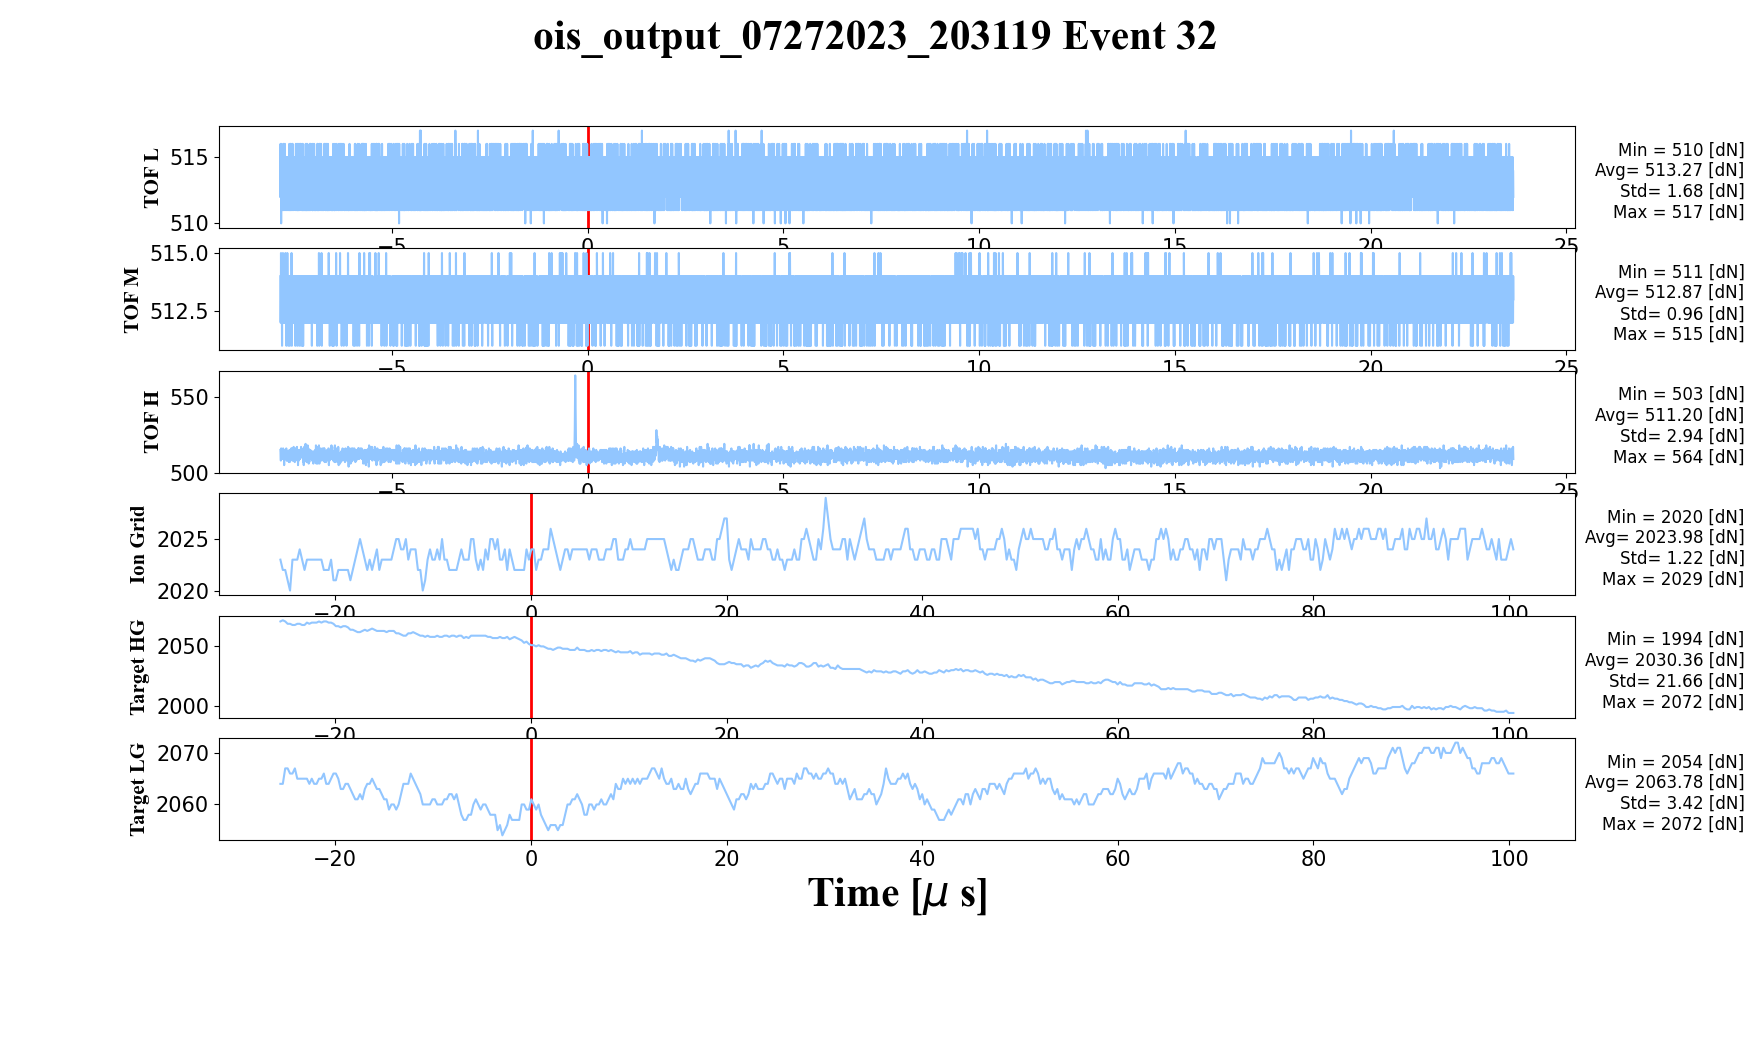 ois_output_07272023_203119 Event 32
TOF L
515
510
Min = 510 [dN]
Avg= 513.27 [dN]
Std= 1.68 [dN]
Max = 517 [dN]
−5 0 5 10 15 20 25
TOF M
515.0
512.5
Min = 511 [dN]
Avg= 512.87 [dN]
Std= 0.96 [dN]
Max = 515 [dN]
−5 0 5 10 15 20 25
TOF H
550
500
Min = 503 [dN]
Avg= 511.20 [dN]
Std= 2.94 [dN]
Max = 564 [dN]
−5 0 5 10 15 20 25
Ion Grid
2025
2020
Min = 2020 [dN]
Avg= 2023.98 [dN]
Std= 1.22 [dN]
Max = 2029 [dN]
−20 0 20 40 60 80 100
Target HG
2050
2000
Min = 1994 [dN]
Avg= 2030.36 [dN]
Std= 21.66 [dN]
Max = 2072 [dN]
−20 0 20 40 60 80 100
Target LG
2070
2060
Min = 2054 [dN]
Avg= 2063.78 [dN]
Std= 3.42 [dN]
Max = 2072 [dN]
−20 0 20 40 60 80 100
Time [μ s]